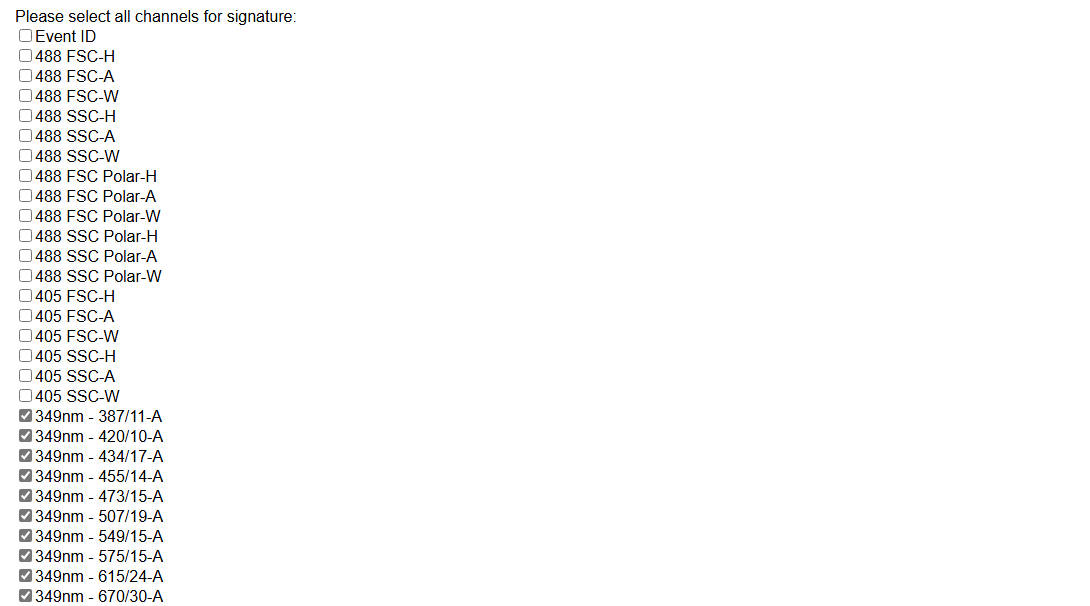 Please select all channels for signature:
Event ID
488 FSC-H
488 FSC-A
488 FSC-W
488 SSC-H
488 SSC-A
488 SSC-W
488 FSC Polar-H
488 FSC Polar-A
488 FSC Polar-W
488 SSC Polar-H
488 SSC Polar-A
488 SSC Polar-W
405 FSC-H
405 FSC-A
405 FSC-W
405 SSC-H
405 SSC-A
405 SSC-W
349nm - 387/11-A
349nm - 420/10-A
349nm - 434/17-A
349nm - 455/14-A
349nm - 473/15-A
349nm - 507/19-A
349nm - 549/15-A
349nm - 575/15-A
349nm - 615/24-A
349nm - 670/30-A